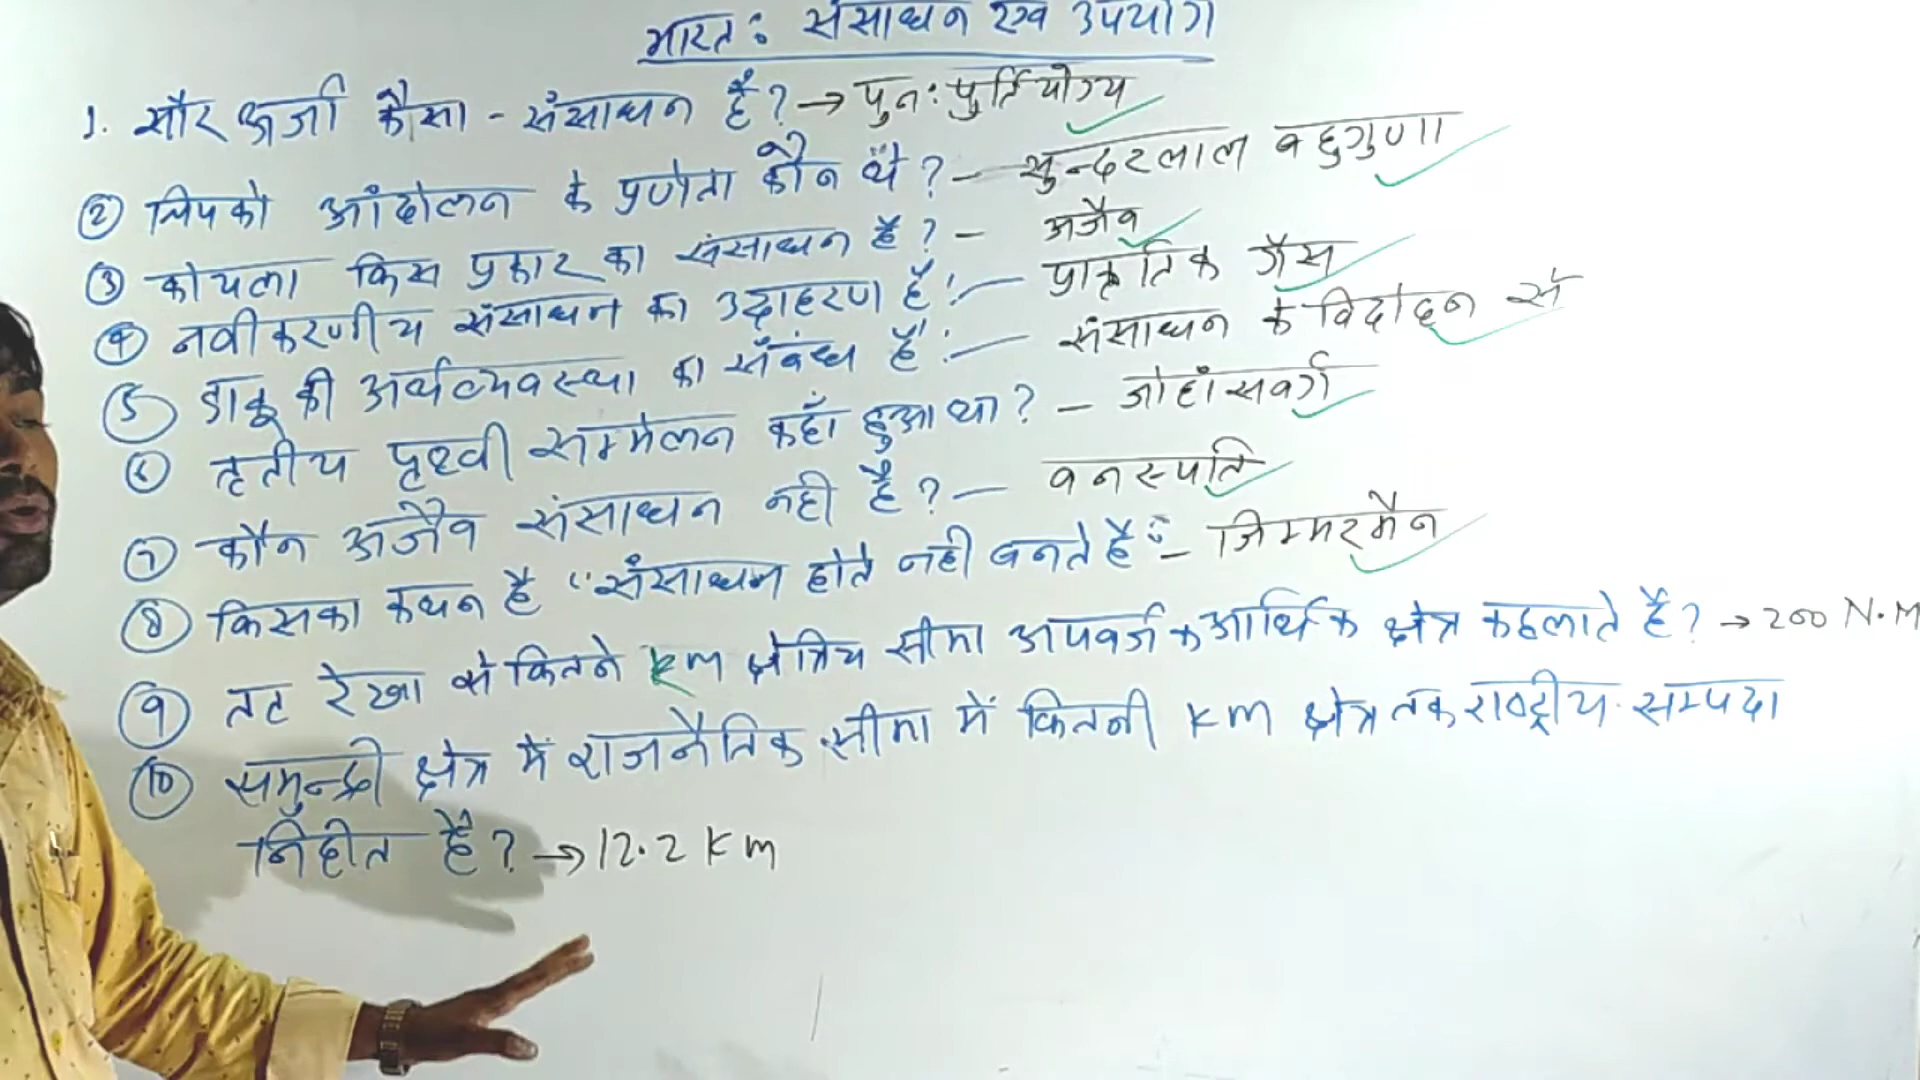 भारत: संसाधन एवं उपयोग
1. सौर ऊर्जा कैसा - संसाधन है? → पुन: पुर्तियोग्य
② चिपको आंदोलन के प्रणेता कौन थे? - सुन्दरलाल बहुगुणा
③ कोयला किस प्रकार का संसाधन है? - अजैव
④ नवीकरणीय संसाधन का उदाहरण है:- प्राकृतिक गैस
⑤ डाकू की अर्थव्यवस्था का संबंध है:- संसाधन के विदोहन से
⑥ तृतीय पृथ्वी सम्मेलन कहाँ हुआ था? - जोहांसबर्ग
⑦ कौन अजैव संसाधन नही है? - वनस्पति
⑧ किसका कथन है "संसाधन होते नही बनते है:- जिम्मरमैन
⑨ तट रेखा से कितने km क्षेत्रिय सीमा अपवर्जक आर्थिक क्षेत्र कहलाते हैं? → 200 N.M
⑩ समुन्द्री क्षेत्र में राजनैतिक सीमा में कितनी km क्षेत्र तक राष्ट्रीय सम्पदा
निहीत है? → 12.2 km